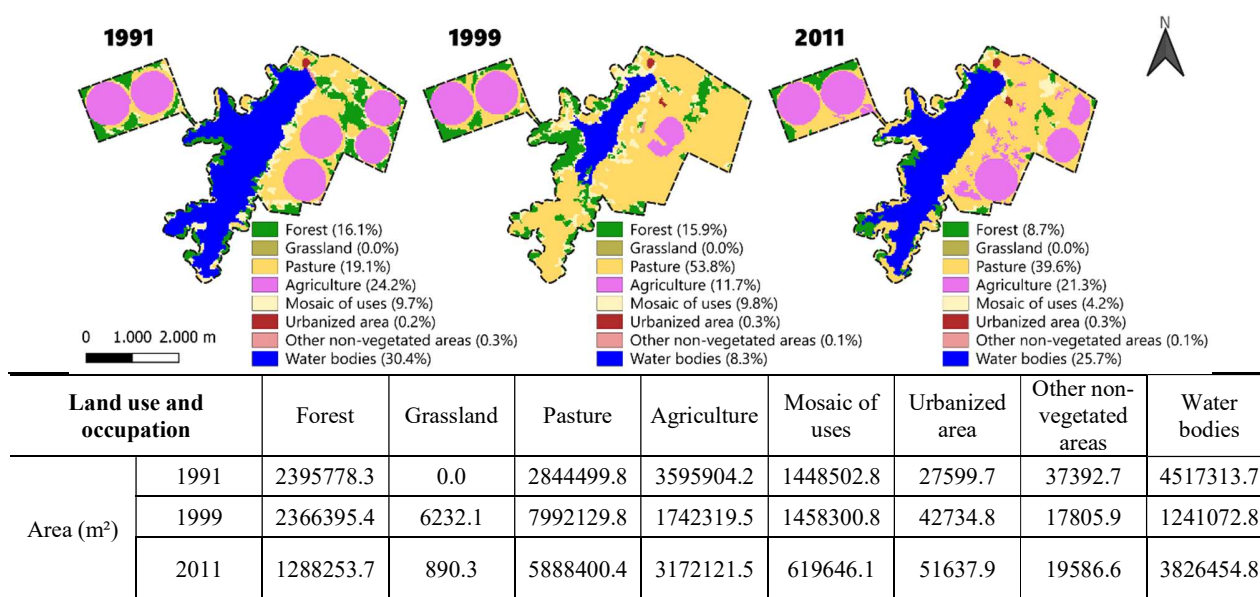 1991
1999
2011
N
Forest (16.1%)
Grassland (0.0%)
Pasture (19.1%)
Agriculture (24.2%)
Mosaic of uses (9.7%)
Urbanized area (0.2%)
Other non-vegetated areas (0.3%)
Water bodies (30.4%)
Forest (15.9%)
Grassland (0.0%)
Pasture (53.8%)
Agriculture (11.7%)
Mosaic of uses (9.8%)
Urbanized area (0.3%)
Other non-vegetated areas (0.1%)
Water bodies (8.3%)
Forest (8.7%)
Grassland (0.0%)
Pasture (39.6%)
Agriculture (21.3%)
Mosaic of uses (4.2%)
Urbanized area (0.3%)
Other non-vegetated areas (0.1%)
Water bodies (25.7%)
0 1.000 2.000 m
Land use and
occupation
Forest
Grassland
Pasture
Agriculture
Mosaic of
uses
Urbanized
area
Other non-
vegetated
areas
Water
bodies
Area (m²)
1991 2395778.3 0.0 2844499.8 3595904.2 1448502.8 27599.7 37392.7 4517313.7
1999 2366395.4 6232.1 7992129.8 1742319.5 1458300.8 42734.8 17805.9 1241072.8
2011 1288253.7 890.3 5888400.4 3172121.5 619646.1 51637.9 19586.6 3826454.8